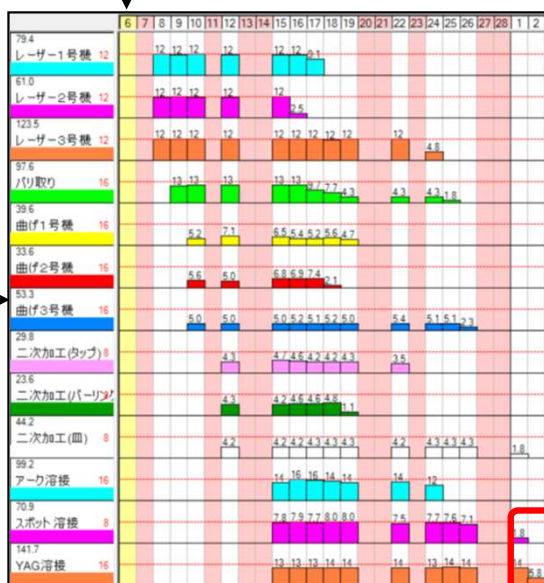 6 7 8 9 10 11 12 13 14 15 16 17 18 19 20 21 22 23 24 25 26 27 28 1 2
79.4
レーザー1号機 12 12 12 12 12 12 12 9.1
61.0
レーザー2号機 12 12 12 12 12 12 2.5
123.5
レーザー3号機 12 12 12 12 12 12 12 12 12 12 12 4.8
97.6
バリ取り 16 13 13 13 13 13 9.7 7.7 4.3 4.3 4.3 1.8
39.6
曲げ1号機 16 5.2 7.1 6.5 5.4 5.2 5.6 4.7
33.6
曲げ2号機 16 5.6 5.0 6.8 6.9 7.4 2.1
53.3
曲げ3号機 16 5.0 5.0 5.0 5.2 5.1 5.2 5.0 5.4 5.1 5.1 2.3
29.8
二次加工(タップ) 8 4.3 4.7 4.6 4.2 4.2 4.3 3.5
23.6
二次加工(バーリング 4.3 4.2 4.6 4.6 4.8 1.1
44.2
二次加工(皿) 8 4.2 4.2 4.2 4.3 4.3 4.3 4.2 4.3 4.3 4.3 1.8
99.2
アーク溶接 16 14 16 16 14 14 14 12
70.9
スポット溶接 8 7.8 7.9 7.7 8.0 8.0 7.5 7.7 7.6 7.1 1.8
141.7
YAG溶接 16 13 13 13 14 14 14 13 14 14 14 5.8